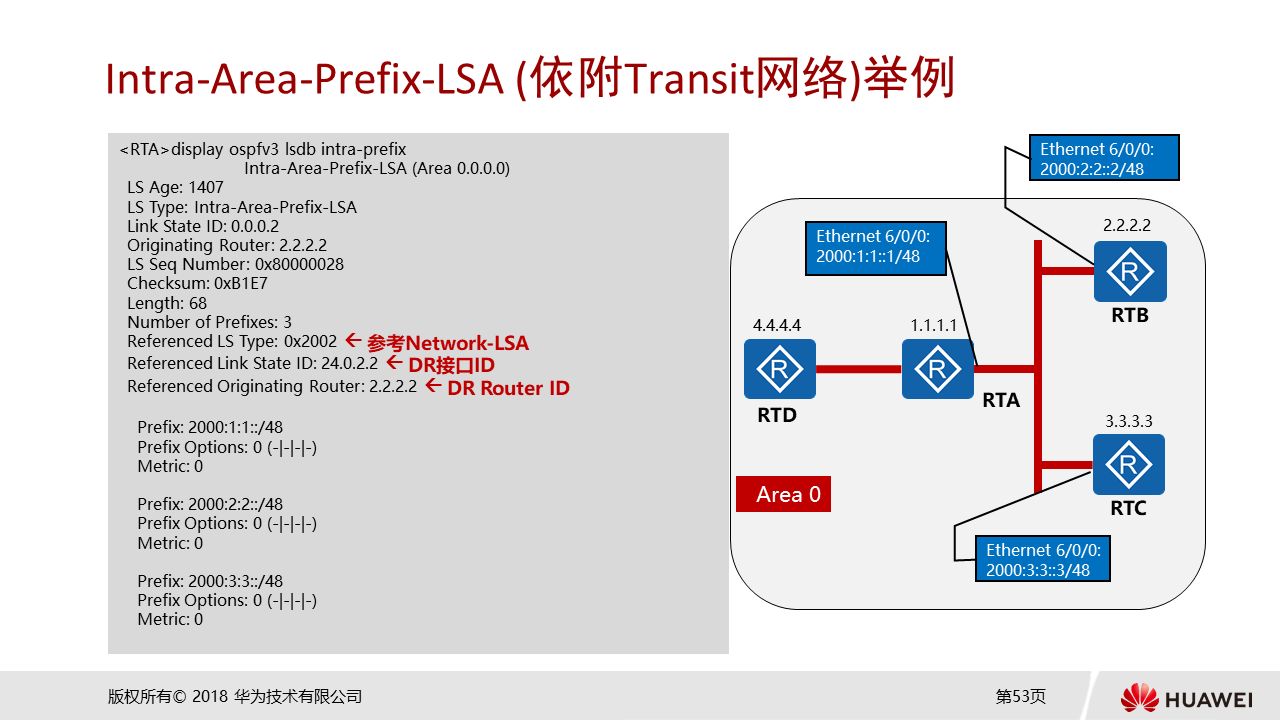 Intra-Area-Prefix-LSA (依附Transit网络)举例
<RTA>display ospfv3 lsdb intra-prefix
Intra-Area-Prefix-LSA (Area 0.0.0.0)
LS Age: 1407
LS Type: Intra-Area-Prefix-LSA
Link State ID: 0.0.0.2
Originating Router: 2.2.2.2
LS Seq Number: 0x80000028
Checksum: 0xB1E7
Length: 68
Number of Prefixes: 3
Referenced LS Type: 0x2002 ← 参考Network-LSA
Referenced Link State ID: 24.0.2.2 ← DR接口ID
Referenced Originating Router: 2.2.2.2 ← DR Router ID
Prefix: 2000:1:1::/48
Prefix Options: 0 (-|-|-|-)
Metric: 0
Prefix: 2000:2:2::/48
Prefix Options: 0 (-|-|-|-)
Metric: 0
Prefix: 2000:3:3::/48
Prefix Options: 0 (-|-|-|-)
Metric: 0
Ethernet 6/0/0:
2000:2:2::2/48
Ethernet 6/0/0:
2000:1:1::1/48
2.2.2.2
R
RTB
4.4.4.4
R
RTD
1.1.1.1
R
RTA
3.3.3.3
R
RTC
Area 0
Ethernet 6/0/0:
2000:3:3::3/48
版权所有© 2018 华为技术有限公司
第53页
HUAWEI